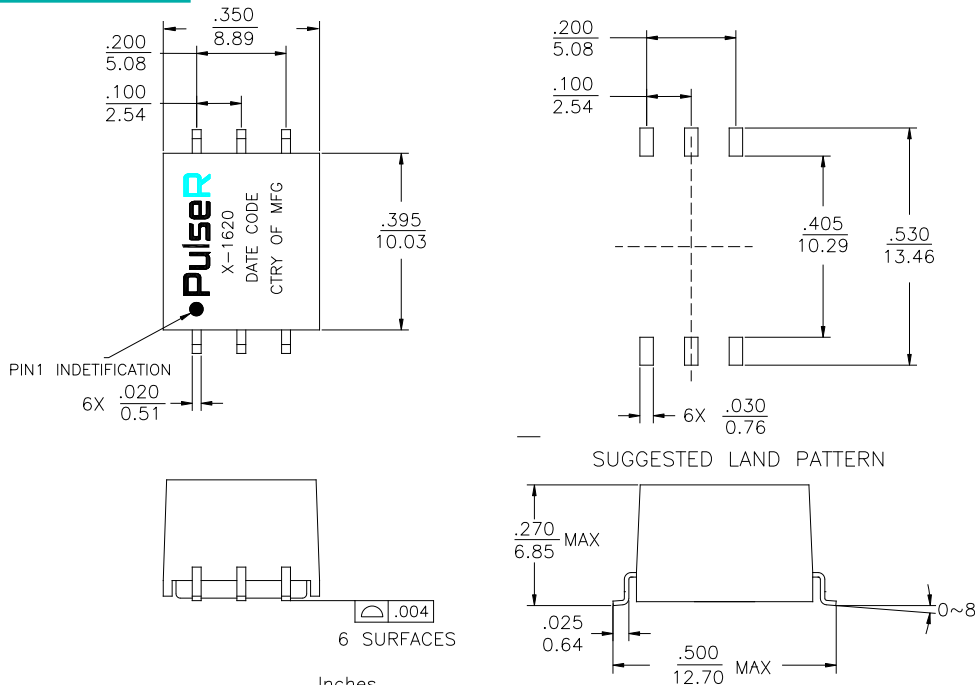 .350
8.89
.200
5.08
.100
2.54
PulseR
X-1620
DATE CODE
CTRY OF MFG
.395
10.03
PIN1 INDETIFICATION
6X .020
0.51
.200
5.08
.100
2.54
.405
10.29
.530
13.46
6X .030
0.76
SUGGESTED LAND PATTERN
.004
6 SURFACES
.270
6.85
MAX
.025
0.64
.500
12.70
MAX
0~8
Inches